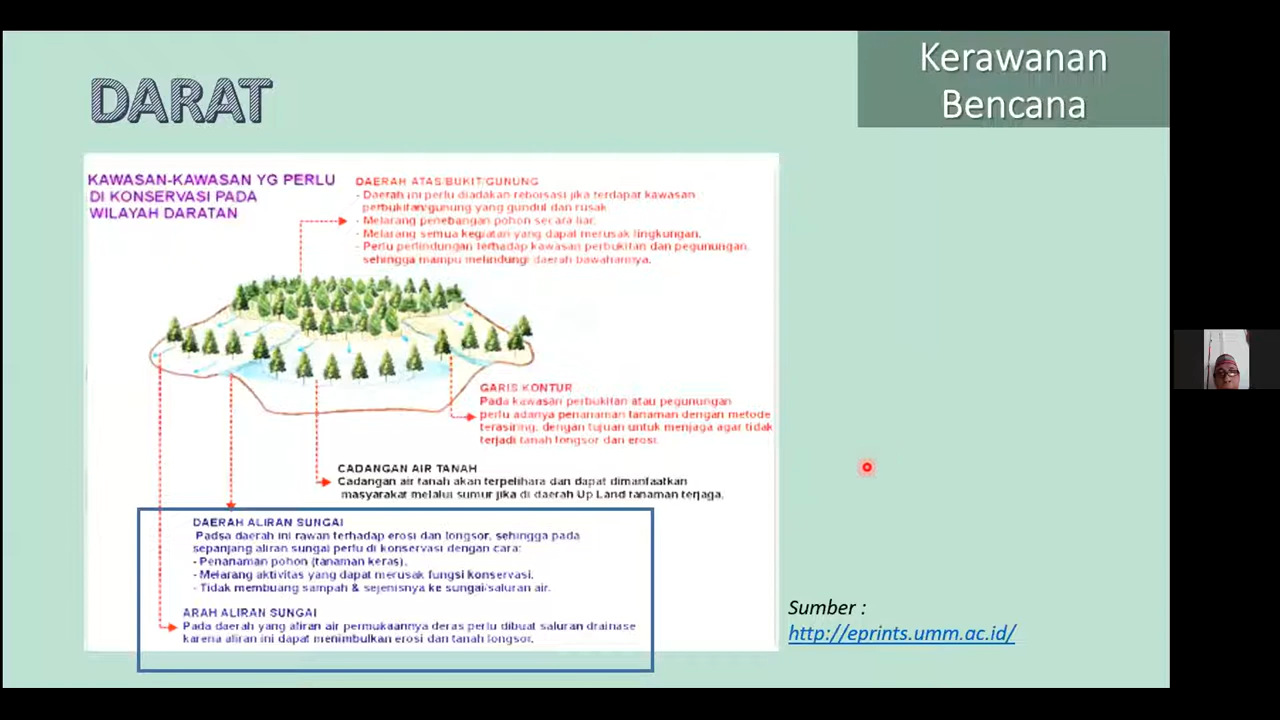 Kerawanan
Bencana
DARAT
KAWASAN-KAWASAN YG PERLU
DI KONSERVASI PADA
WILAYAH DARATAN
DAERAH ATAS/BUKIT/GUNUNG
- Daerah ini perlu diadakan reboisasi jika terdapat kawasan
perbukitan/gunung yang gundul dan rusak
- Melarang penebangan pohon secara liar.
- Melarang semua kegiatan yang dapat merusak lingkungan.
- Perlu perlindungan terhadap kawasan perbukitan dan pegunungan,
sehingga mampu melindungi daerah bawahannya.
GARIS KONTUR
Pada kawasan perbukitan atau pegunungan
perlu adanya penanaman tanaman dengan metode
terasiring, dengan tujuan untuk menjaga agar tidak
terjadi tanah longsor dan erosi.
CADANGAN AIR TANAH
Cadangan air tanah akan terpelihara dan dapat dimanfaatkan
masyarakat melalui sumur jika di daerah Up Land tanaman terjaga.
DAERAH ALIRAN SUNGAI
Padsa daerah ini rawan terhadap erosi dan longsor, sehingga pada
sepanjang aliran sungai perlu di konservasi dengan cara:
- Penanaman pohon (tanaman keras).
- Melarang aktivitas yang dapat merusak fungsi konservasi.
- Tidak membuang sampah & sejenisnya ke sungai/saluran air.
ARAH ALIRAN SUNGAI
Pada daerah yang aliran air permukaannya deras perlu dibuat saluran drainase
karena aliran ini dapat menimbulkan erosi dan tanah longsor.
Sumber :
http://eprints.umm.ac.id/